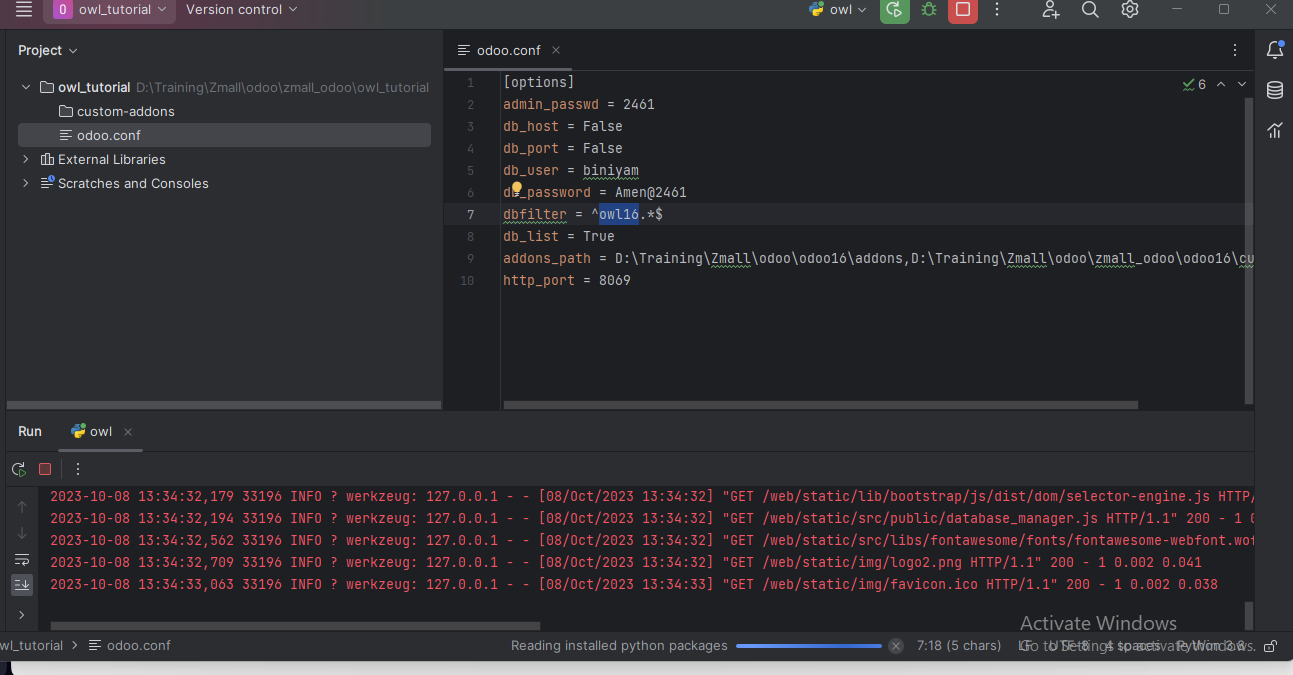 owl_tutorial Version control owl
Project
odoo.conf
owl_tutorial D:\Training\Zmall\odoo\zmall_odoo\owl_tutorial
custom-addons
odoo.conf
External Libraries
Scratches and Consoles
1 [options]
2 admin_passwd = 2461
3 db_host = False
4 db_port = False
5 db_user = biniyam
6 db_password = Amen@2461
7 dbfilter = ^owl16.*$
8 db_list = True
9 addons_path = D:\Training\Zmall\odoo\odoo16\addons,D:\Training\Zmall\odoo\zmall_odoo\odoo16\cu
10 http_port = 8069
6
Run owl
2023-10-08 13:34:32,179 33196 INFO ? werkzeug: 127.0.0.1 - - [08/Oct/2023 13:34:32] "GET /web/static/lib/bootstrap/js/dist/dom/selector-engine.js HTTP/
2023-10-08 13:34:32,194 33196 INFO ? werkzeug: 127.0.0.1 - - [08/Oct/2023 13:34:32] "GET /web/static/src/public/database_manager.js HTTP/1.1" 200 - 1 0
2023-10-08 13:34:32,562 33196 INFO ? werkzeug: 127.0.0.1 - - [08/Oct/2023 13:34:32] "GET /web/static/src/libs/fontawesome/fonts/fontawesome-webfont.wof
2023-10-08 13:34:32,709 33196 INFO ? werkzeug: 127.0.0.1 - - [08/Oct/2023 13:34:32] "GET /web/static/img/logo2.png HTTP/1.1" 200 - 1 0.002 0.041
2023-10-08 13:34:33,063 33196 INFO ? werkzeug: 127.0.0.1 - - [08/Oct/2023 13:34:33] "GET /web/static/img/favicon.ico HTTP/1.1" 200 - 1 0.002 0.038
Activate Windows
Go to Settings to activate Windows.
wl_tutorial odoo.conf Reading installed python packages 7:18 (5 chars) LF UTF-8 4 spaces Python 3.8